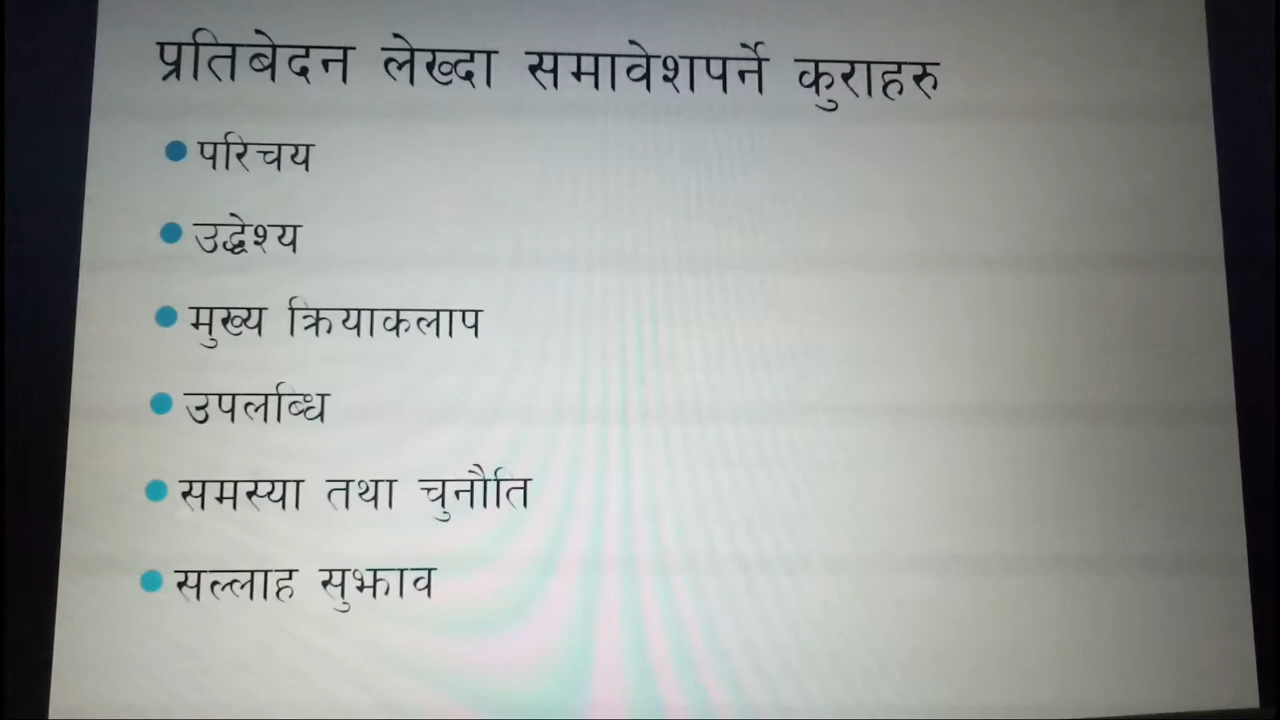 प्रतिबेदन लेख्दा समावेशपर्ने कुराहरु
• परिचय
• उद्धेश्य
• मुख्य क्रियाकलाप
• उपलब्धि
• समस्या तथा चुनौति
• सल्लाह सुझाव